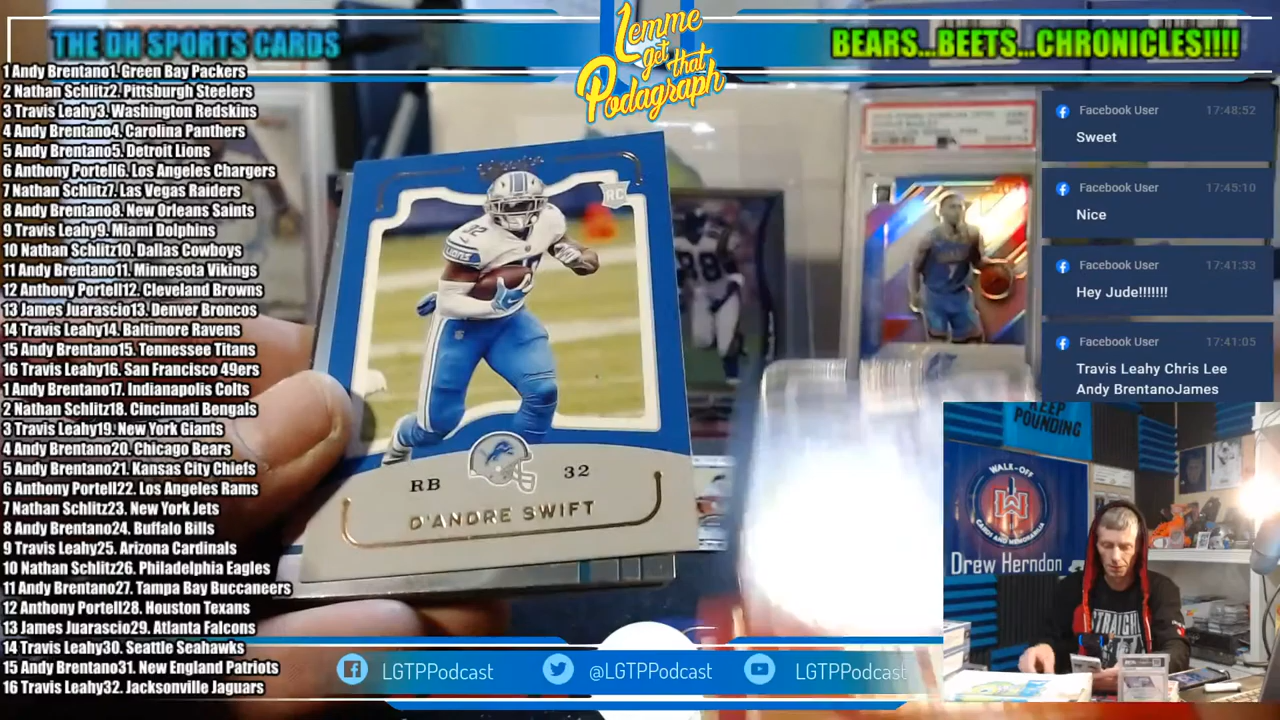 THE DH SPORTS CARDS
Lemme
get
that
Podagraph
BEARS...BEETS...CHRONICLES!!!!
1 Andy Brentano1. Green Bay Packers
2 Nathan Schlitz2. Pittsburgh Steelers
3 Travis Leahy3. Washington Redskins
4 Andy Brentano4. Carolina Panthers
5 Andy Brentano5. Detroit Lions
6 Anthony Portell6. Los Angeles Chargers
7 Nathan Schlitz7. Las Vegas Raiders
8 Andy Brentano8. New Orleans Saints
9 Travis Leahy9. Miami Dolphins
10 Nathan Schlitz10. Dallas Cowboys
11 Andy Brentano11. Minnesota Vikings
12 Anthony Portell12. Cleveland Browns
13 James Juarascio13. Denver Broncos
14 Travis Leahy14. Baltimore Ravens
15 Andy Brentano15. Tennessee Titans
16 Travis Leahy16. San Francisco 49ers
1 Andy Brentano17. Indianapolis Colts
2 Nathan Schlitz18. Cincinnati Bengals
3 Travis Leahy19. New York Giants
4 Andy Brentano20. Chicago Bears
5 Andy Brentano21. Kansas City Chiefs
6 Anthony Portell22. Los Angeles Rams
7 Nathan Schlitz23. New York Jets
8 Andy Brentano24. Buffalo Bills
9 Travis Leahy25. Arizona Cardinals
10 Nathan Schlitz26. Philadelphia Eagles
11 Andy Brentano27. Tampa Bay Buccaneers
12 Anthony Portell28. Houston Texans
13 James Juarascio29. Atlanta Falcons
14 Travis Leahy30. Seattle Seahawks
15 Andy Brentano31. New England Patriots
16 Travis Leahy32. Jacksonville Jaguars
RC
32
LIONS
RB 32
D'ANDRE SWIFT
88
7
Facebook User 17:48:52
Sweet
Facebook User 17:45:10
Nice
Facebook User 17:41:33
Hey Jude!!!!!!!
Facebook User 17:41:05
Travis Leahy Chris Lee
Andy BrentanoJames
KEEP
POUNDING
WALK-OFF
W
CARDS AND MEMORABILIA
Drew Herndon
STRAIGH
LGTPPodcast
@LGTPPodcast
LGTPPodcast